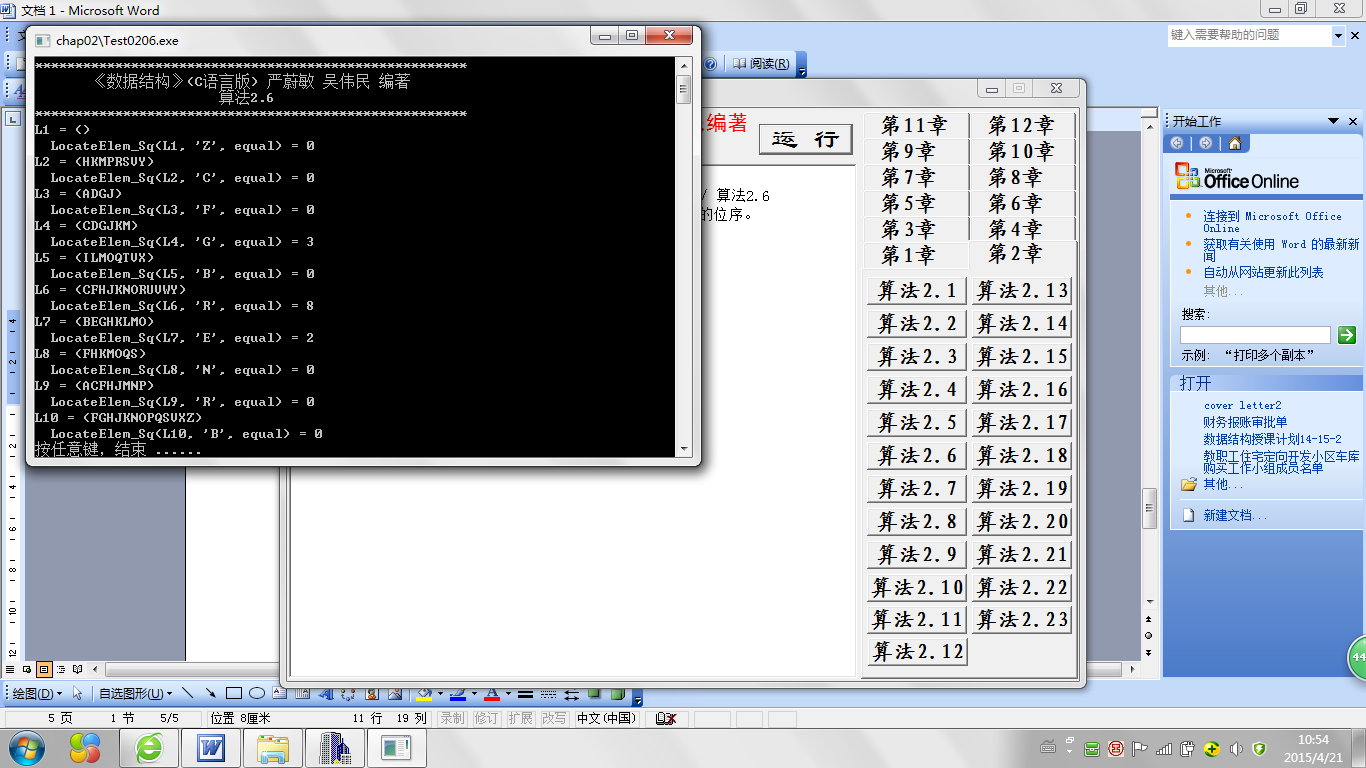 文档 1 - Microsoft Word
键入需要帮助的问题
阅读(R)
chap02\Test0206.exe
******************************************************
《数据结构》(C语言版) 严蔚敏 吴伟民 编著
算法2.6
******************************************************
L1 = ()
LocateElem_Sq(L1, 'Z', equal) = 0
L2 = (HKMPRSVY)
LocateElem_Sq(L2, 'C', equal) = 0
L3 = (ADGJ)
LocateElem_Sq(L3, 'F', equal) = 0
L4 = (CDGJKM)
LocateElem_Sq(L4, 'G', equal) = 3
L5 = (ILMOQTVX)
LocateElem_Sq(L5, 'B', equal) = 0
L6 = (CFHJKNORUVWY)
LocateElem_Sq(L6, 'R', equal) = 8
L7 = (BEGHKLMO)
LocateElem_Sq(L7, 'E', equal) = 2
L8 = (FHKMOQS)
LocateElem_Sq(L8, 'N', equal) = 0
L9 = (ACFHJMNP)
LocateElem_Sq(L9, 'R', equal) = 0
L10 = (FGHJKNOPQSVXZ)
LocateElem_Sq(L10, 'B', equal) = 0
按任意键，结束 ......
编著
运 行
/ 算法2.6
的位序。
第11章 第12章
第9章 第10章
第7章 第8章
第5章 第6章
第3章 第4章
第1章 第2章
算法2.1 算法2.13
算法2.2 算法2.14
算法2.3 算法2.15
算法2.4 算法2.16
算法2.5 算法2.17
算法2.6 算法2.18
算法2.7 算法2.19
算法2.8 算法2.20
算法2.9 算法2.21
算法2.10 算法2.22
算法2.11 算法2.23
算法2.12
开始工作
Microsoft
Office Online
连接到 Microsoft Office
Online
获取有关使用 Word 的最新新
闻
自动从网站更新此列表
其他...
搜索:
示例: “打印多个副本”
打开
cover letter2
财务报账审批单
数据结构授课计划14-15-2
教职工住宅定向开发小区车库
购买工作小组成员名单
其他...
新建文档...
44
绘图(D) 自选图形(U)
5 页 1 节 5/5 位置 8厘米 11 行 19 列 录制 修订 扩展 改写 中文(中国)
10:54
2015/4/21